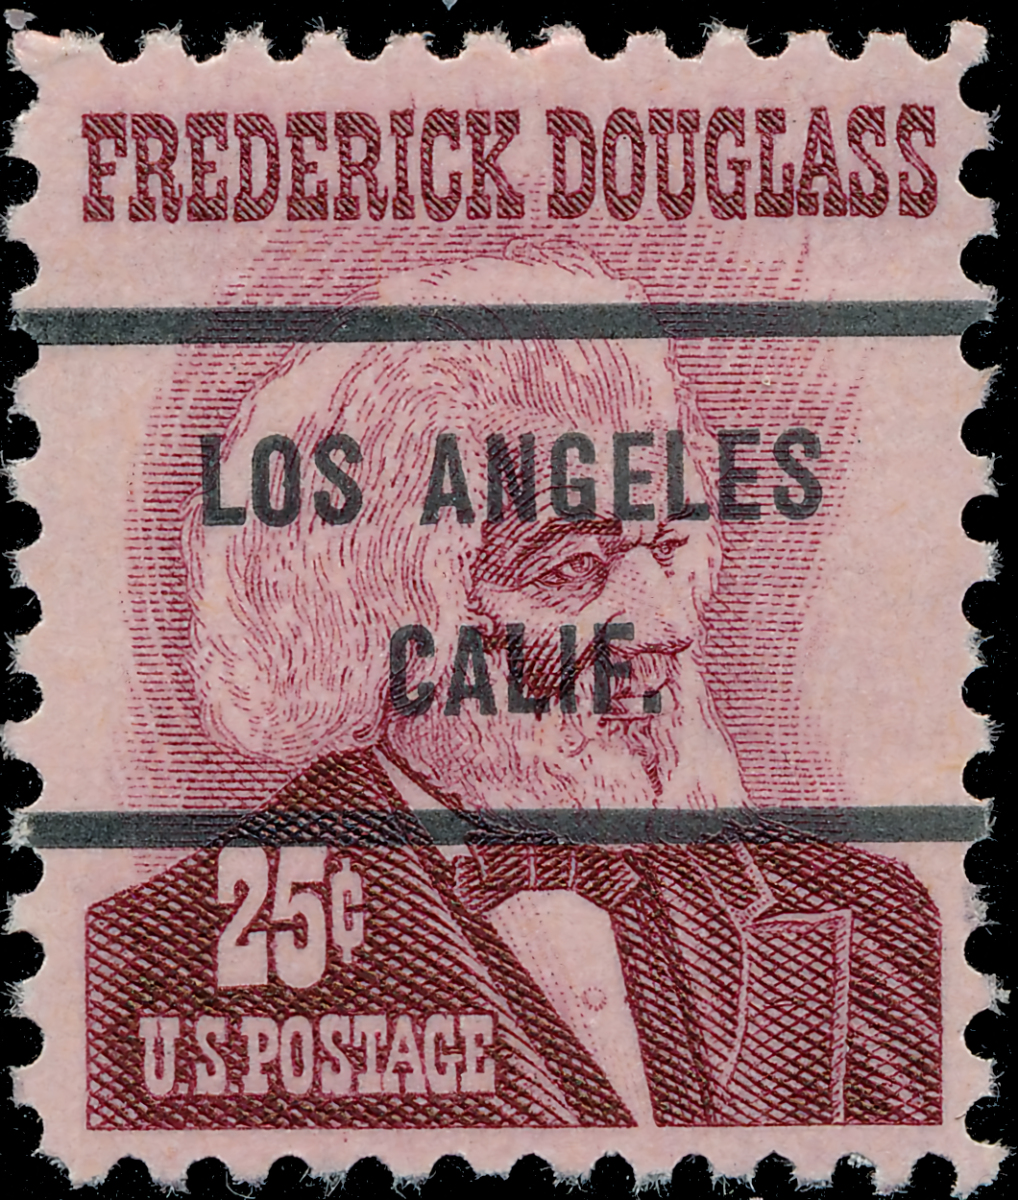 FREDERICK DOUGLASS
LOS ANGELES
CALIF.
25¢
U.S. POSTAGE